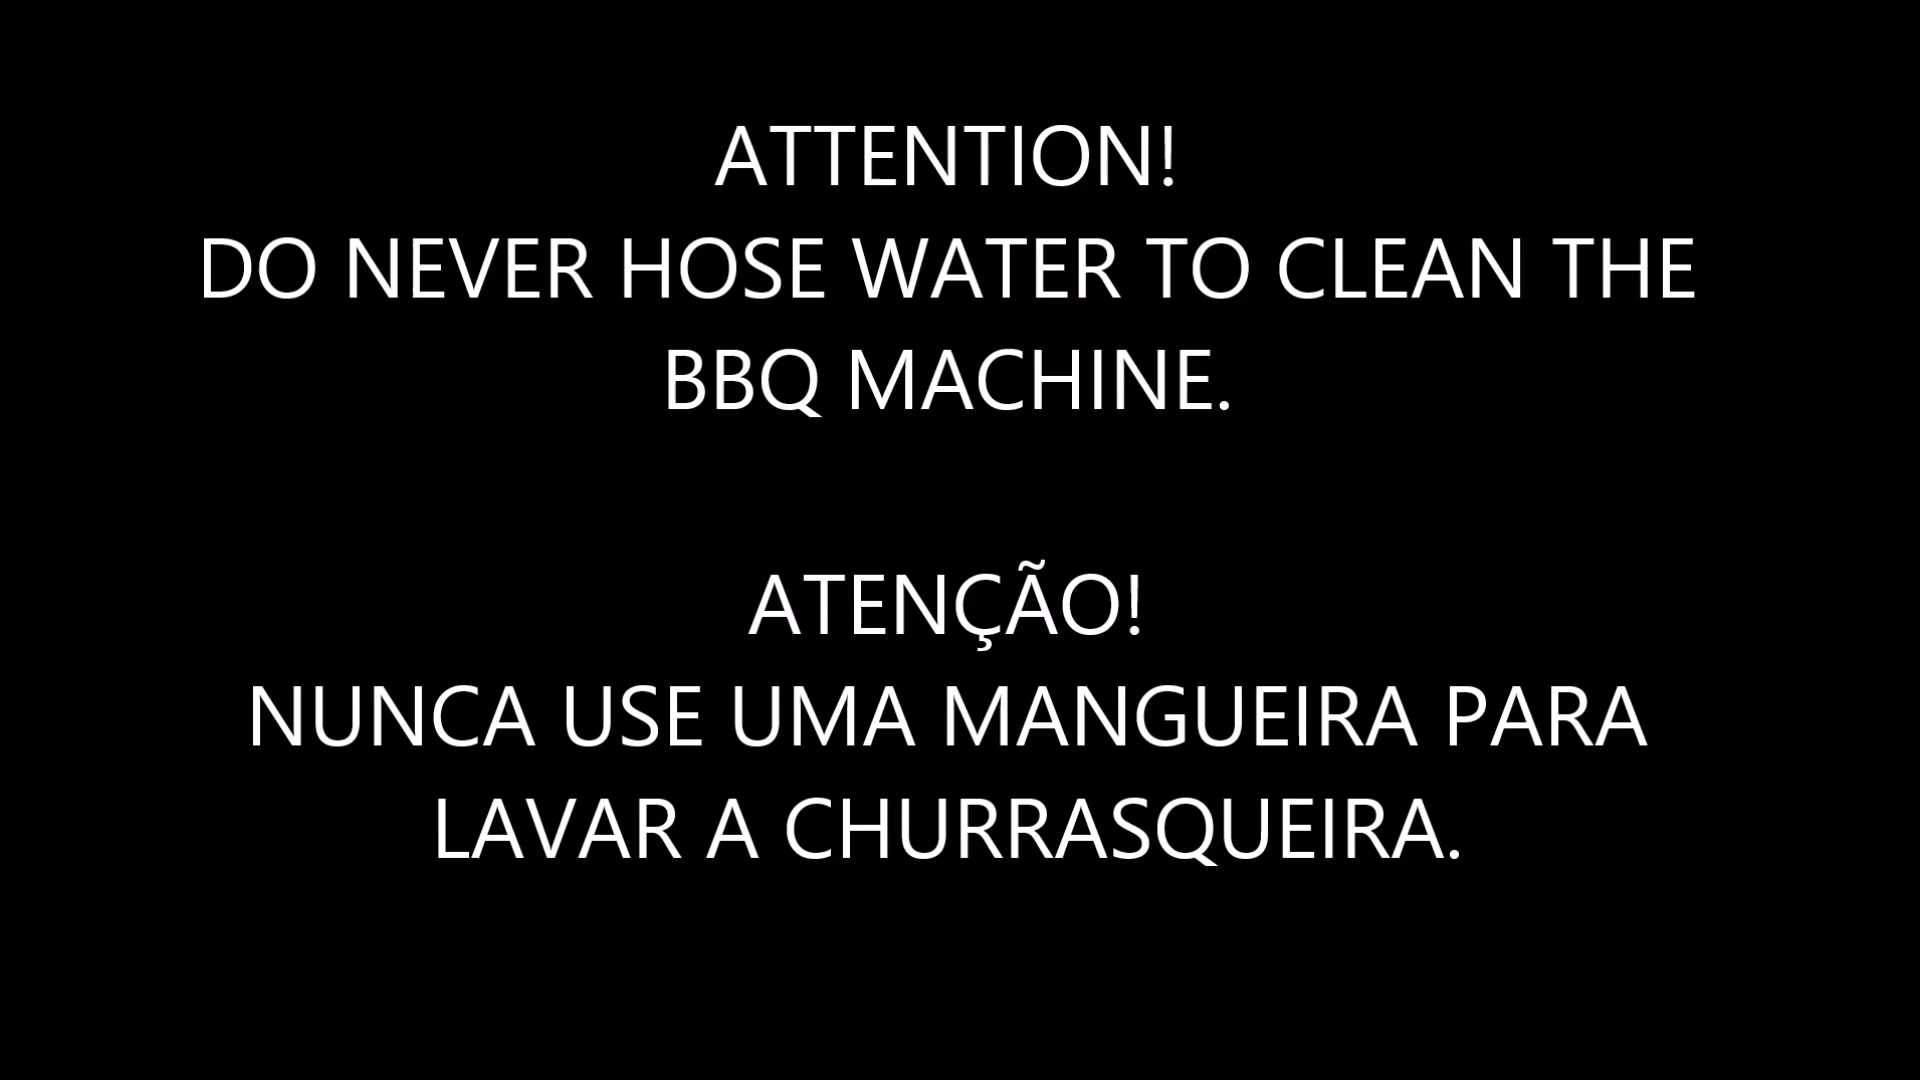 ATTENTION!
DO NEVER HOSE WATER TO CLEAN THE
BBQ MACHINE.
ATENÇÃO!
NUNCA USE UMA MANGUEIRA PARA
LAVAR A CHURRASQUEIRA.